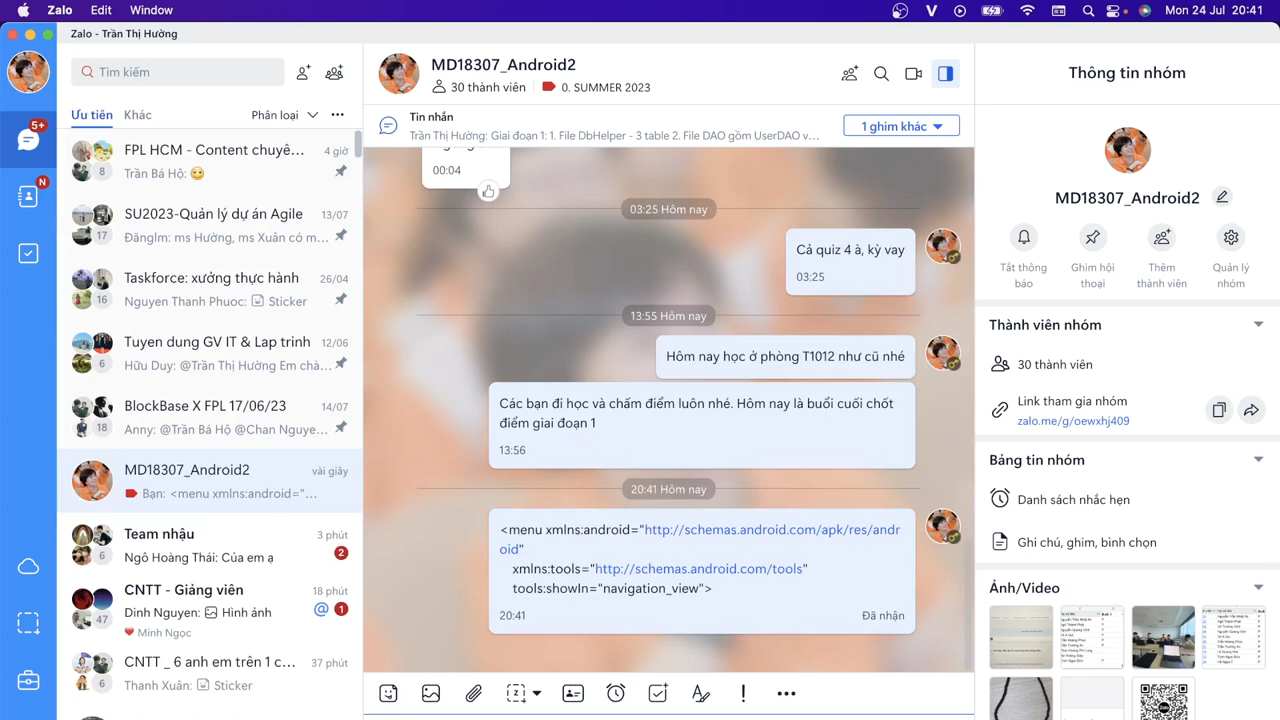 Zalo Edit Window
Mon 24 Jul 20:41
Zalo - Trần Thị Hường
5+
N
Tìm kiếm
Ưu tiên Khác
Phân loại
FPL HCM - Content chuyê... 4 giờ
8 Trần Bá Hộ:
SU2023-Quản lý dự án Agile 13/07
17 Đănglm: ms Hường, ms Xuân có m...
Taskforce: xưởng thực hành 26/04
16 Nguyen Thanh Phuoc: Sticker
Tuyen dung GV IT & Lap trinh 12/06
6 Hữu Duy: @Trần Thị Hường Em chà...
BlockBase X FPL 17/06/23 14/07
18 Anny: @Trần Bá Hộ @Chan Nguye...
MD18307_Android2 vài giây
Bạn: <menu xmlns:android="...
Team nhậu 3 phút
6 Ngô Hoàng Thái: Của em ạ 2
CNTT - Giảng viên 18 phút
47 Dinh Nguyen: Hình ảnh @ 1
Minh Ngọc
CNTT _ 6 anh em trên 1 c... 37 phút
6 Thanh Xuân: Sticker
MD18307_Android2
30 thành viên 0. SUMMER 2023
Tin nhắn
Trần Thị Hường: Giai đoạn 1: 1. File DbHelper - 3 table 2. File DAO gồm UserDAO v...
1 ghim khác
00:04
03:25 Hôm nay
Cả quiz 4 à, kỳ vay
03:25
13:55 Hôm nay
Hôm nay học ở phòng T1012 như cũ nhé
Các bạn đi học và chấm điểm luôn nhé. Hôm nay là buổi cuối chốt
điểm giai đoạn 1
13:56
20:41 Hôm nay
<menu xmlns:android="http://schemas.android.com/apk/res/andr
oid"
xmlns:tools="http://schemas.android.com/tools"
tools:showIn="navigation_view">
20:41 Đã nhận
Thông tin nhóm
MD18307_Android2
Tắt thông báo
Ghim hội thoại
Thêm thành viên
Quản lý nhóm
Thành viên nhóm
30 thành viên
Link tham gia nhóm
zalo.me/g/oewxhj409
Bảng tin nhóm
Danh sách nhắc hẹn
Ghi chú, ghim, bình chọn
Ảnh/Video